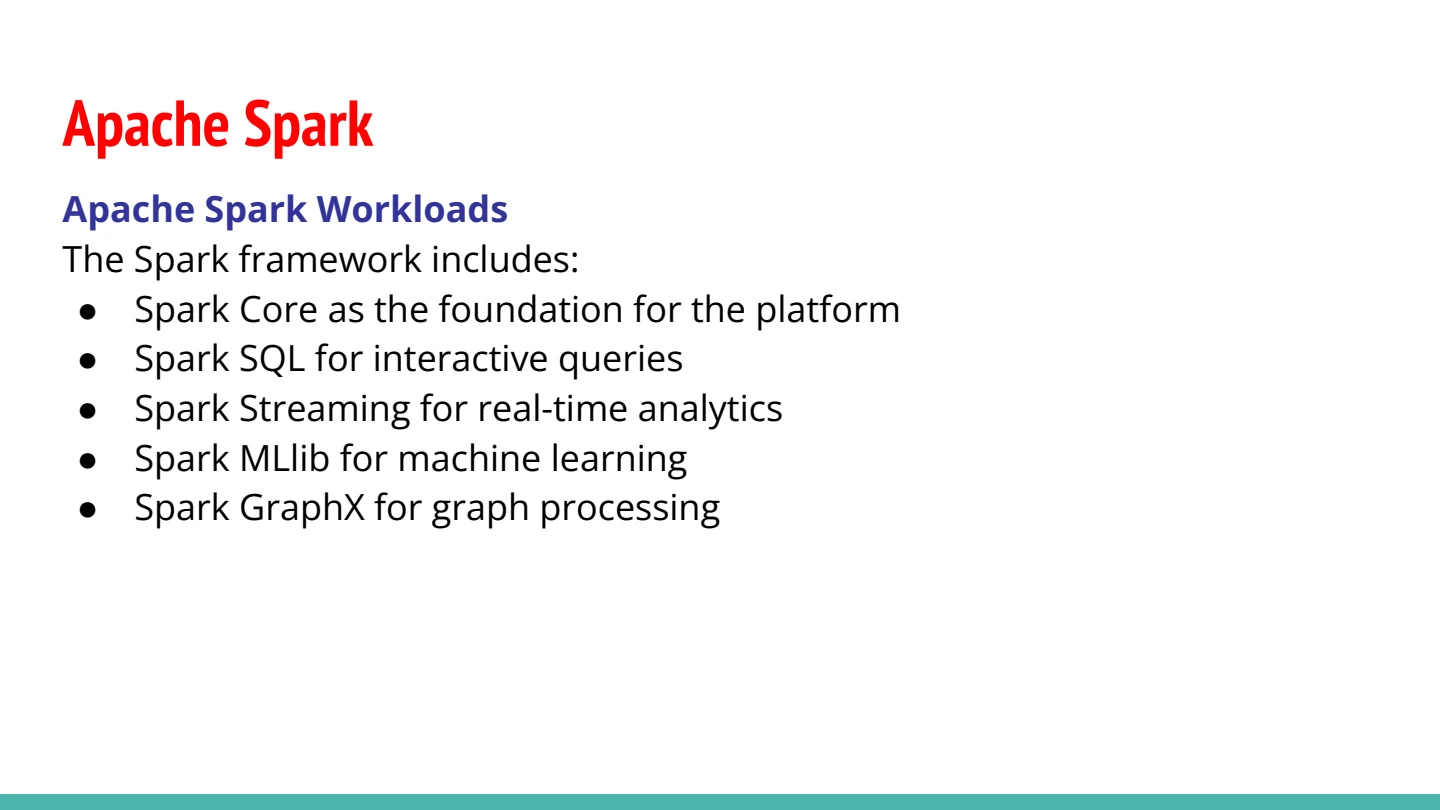 Apache Spark
Apache Spark Workloads
The Spark framework includes:
● Spark Core as the foundation for the platform
● Spark SQL for interactive queries
● Spark Streaming for real-time analytics
● Spark MLlib for machine learning
● Spark GraphX for graph processing